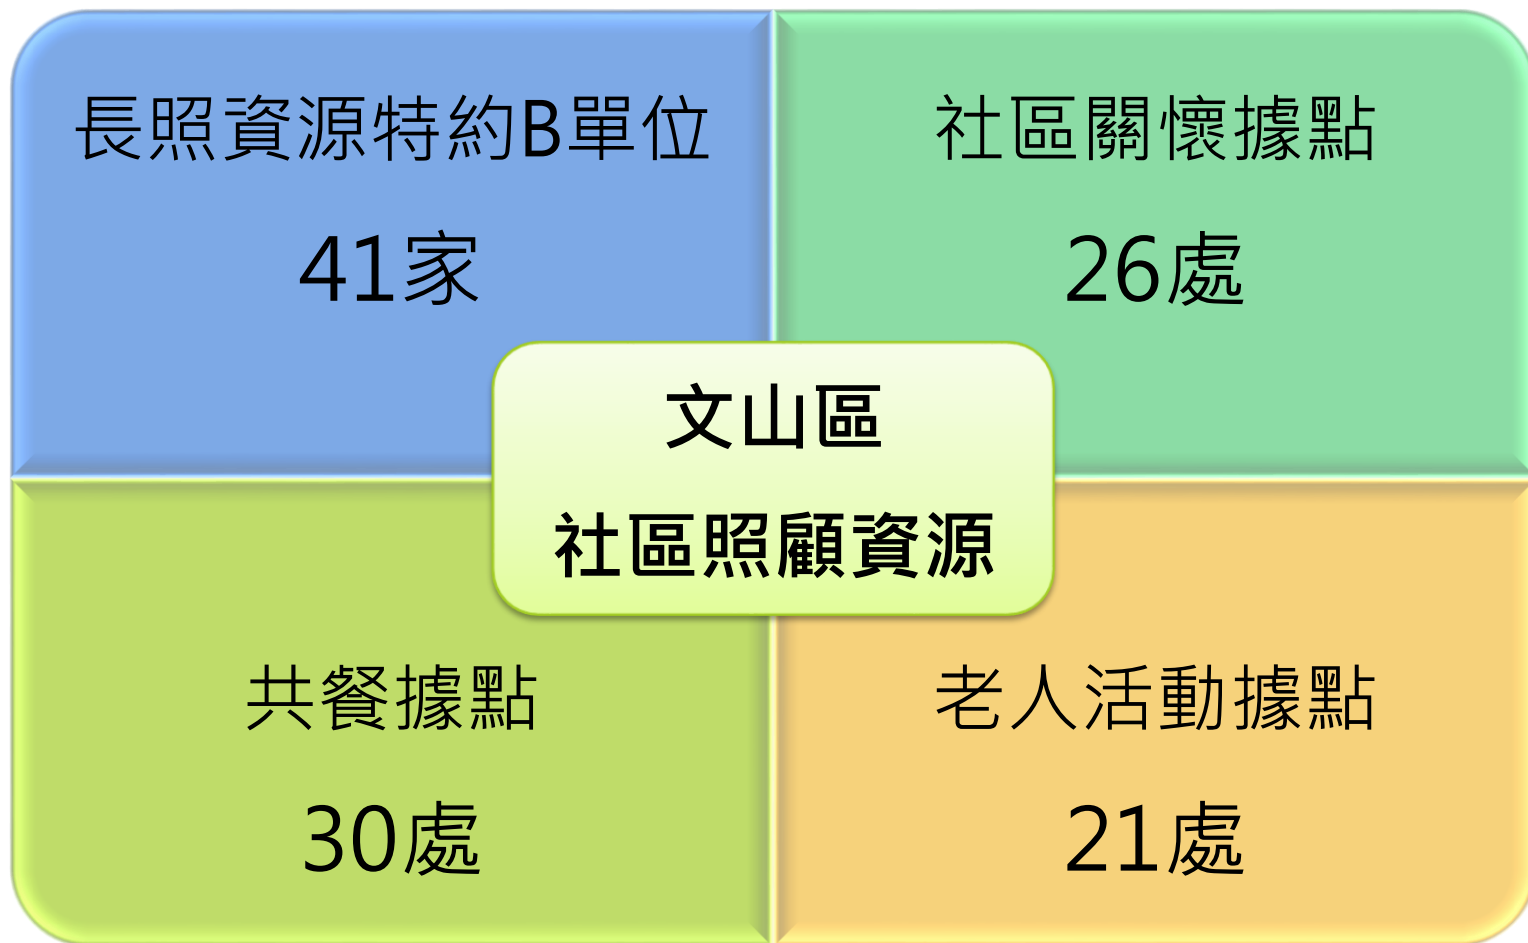 長照資源特約B單位
41家
社區關懷據點
26處
文山區
社區照顧資源
共餐據點
30處
老人活動據點
21處